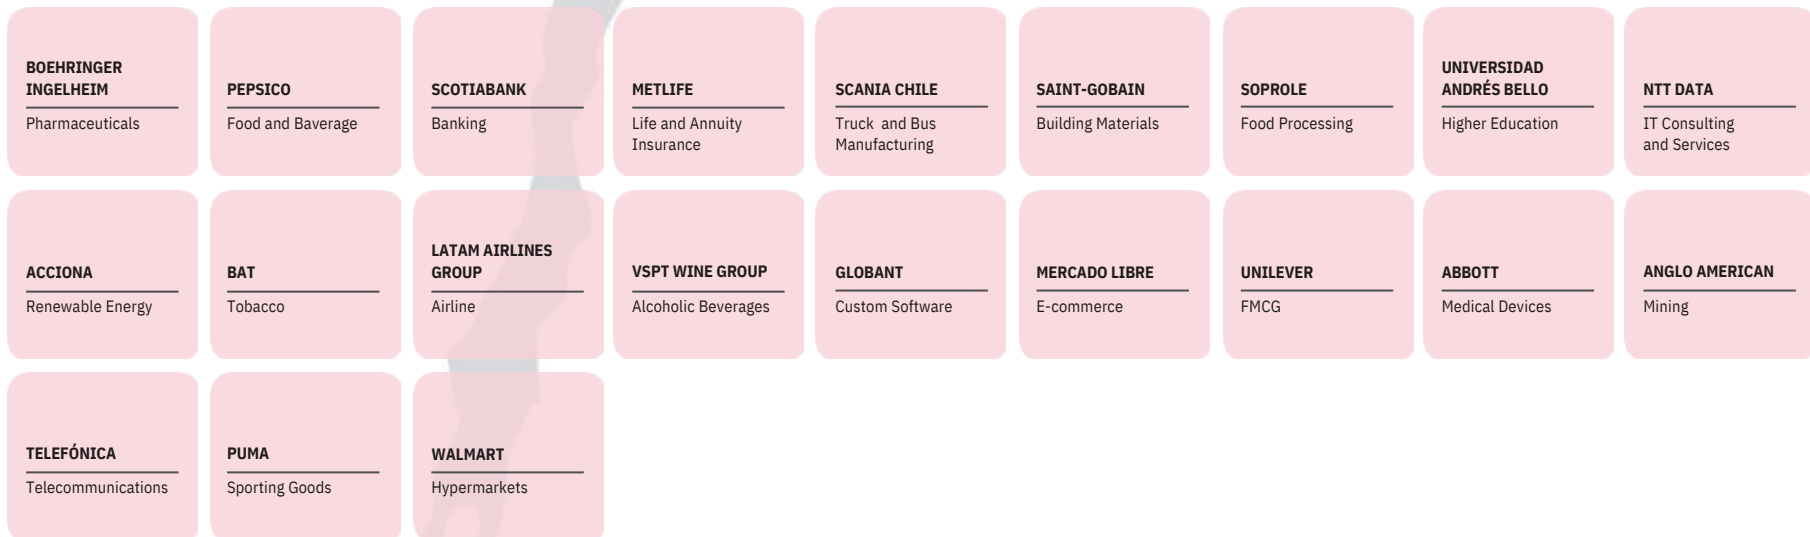 BOEHRINGER
INGELHEIM
Pharmaceuticals
PEPSICO
Food and Baverage
SCOTIABANK
Banking
METLIFE
Life and Annuity
Insurance
SCANIA CHILE
Truck  and Bus
Manufacturing
SAINT-GOBAIN
Building Materials
SOPROLE
Food Processing
UNIVERSIDAD
ANDRÉS BELLO
Higher Education
NTT DATA
IT Consulting
and Services
ACCIONA
Renewable Energy
BAT
Tobacco
LATAM AIRLINES
GROUP
Airline
VSPT WINE GROUP
Alcoholic Beverages
GLOBANT
Custom Software
MERCADO LIBRE
E-commerce
UNILEVER
FMCG
ABBOTT
Medical Devices
ANGLO AMERICAN
Mining
TELEFÓNICA
Telecommunications
PUMA
Sporting Goods
WALMART
Hypermarkets